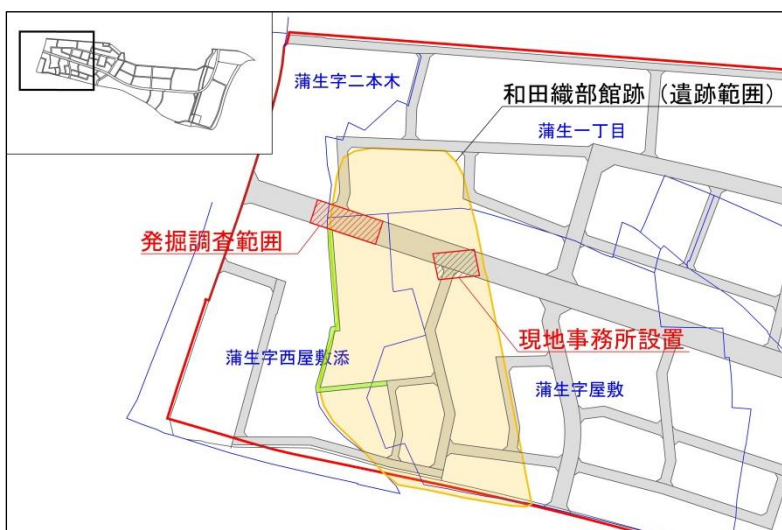 蒲生字二本木
和田織部館跡（遺跡範囲）
蒲生一丁目
発掘調査範囲
現地事務所設置
蒲生字西屋敷添
蒲生字屋敷